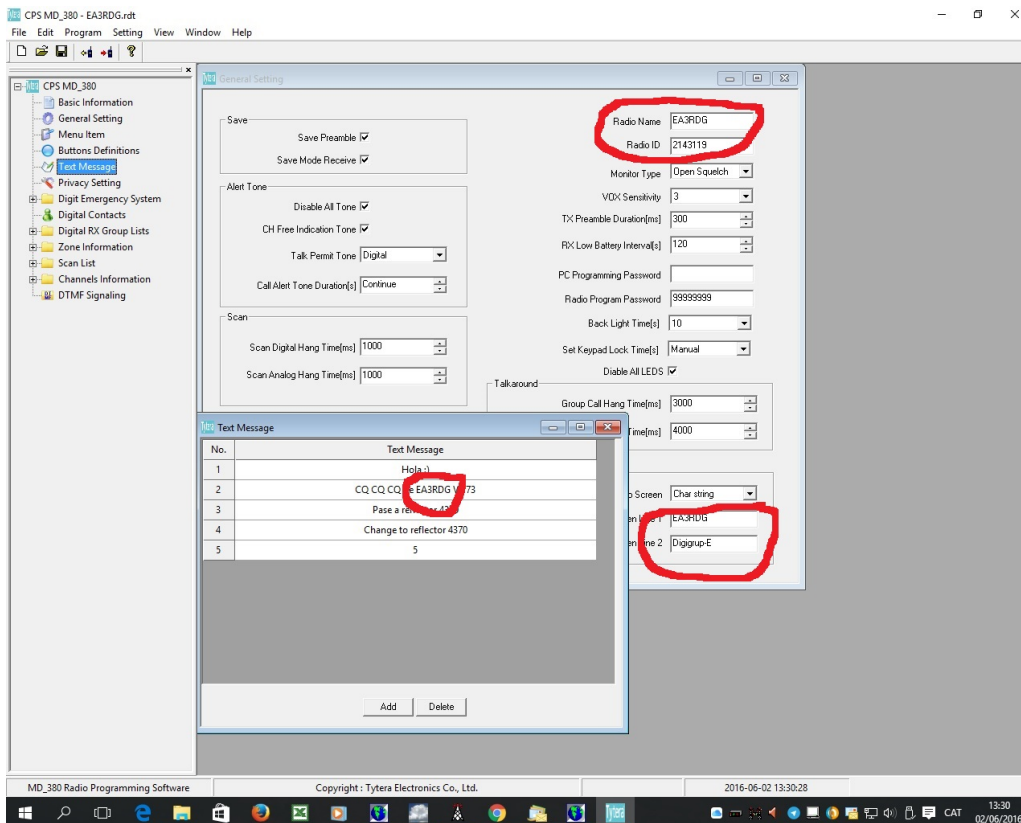 CPS MD_380 - EA3RDG.rdt
File Edit Program Setting View Window Help
CPS MD_380
Basic Information
General Setting
Menu Item
Buttons Definitions
Text Message
Privacy Setting
Digit Emergency System
Digital Contacts
Digital RX Group Lists
Zone Information
Scan List
Channels Information
DTMF Signaling
General Setting
Save
Save Preamble
Save Mode Receive
Alert Tone
Disable All Tone
CH Free Indication Tone
Talk Permit Tone Digital
Call Alert Tone Duration[s] Continue
Scan
Scan Digital Hang Time[ms] 1000
Scan Analog Hang Time[ms] 1000
Radio Name EA3RDG
Radio ID 2143119
Monitor Type Open Squelch
VOX Sensitivity 3
TX Preamble Duration[ms] 300
RX Low Battery Interval[s] 120
PC Programming Password
Radio Program Password 99999999
Back Light Time[s] 10
Set Keypad Lock Time[s] Manual
Diable All LEDS
Talkaround
Group Call Hang Time[ms] 3000
Time[ms] 4000
Screen Char string
1 EA3RDG
Line 2 Digigrup-E
Text Message
No. Text Message
1 Hola :)
2 CQ CQ CQ EA3RDG 73
3 Pase a
4 Change to reflector 4370
5 5
Add Delete
MD_380 Radio Programming Software Copyright : Tytera Electronics Co., Ltd. 2016-06-02 13:30:28
Tytera CAT 13:30
02/06/2016